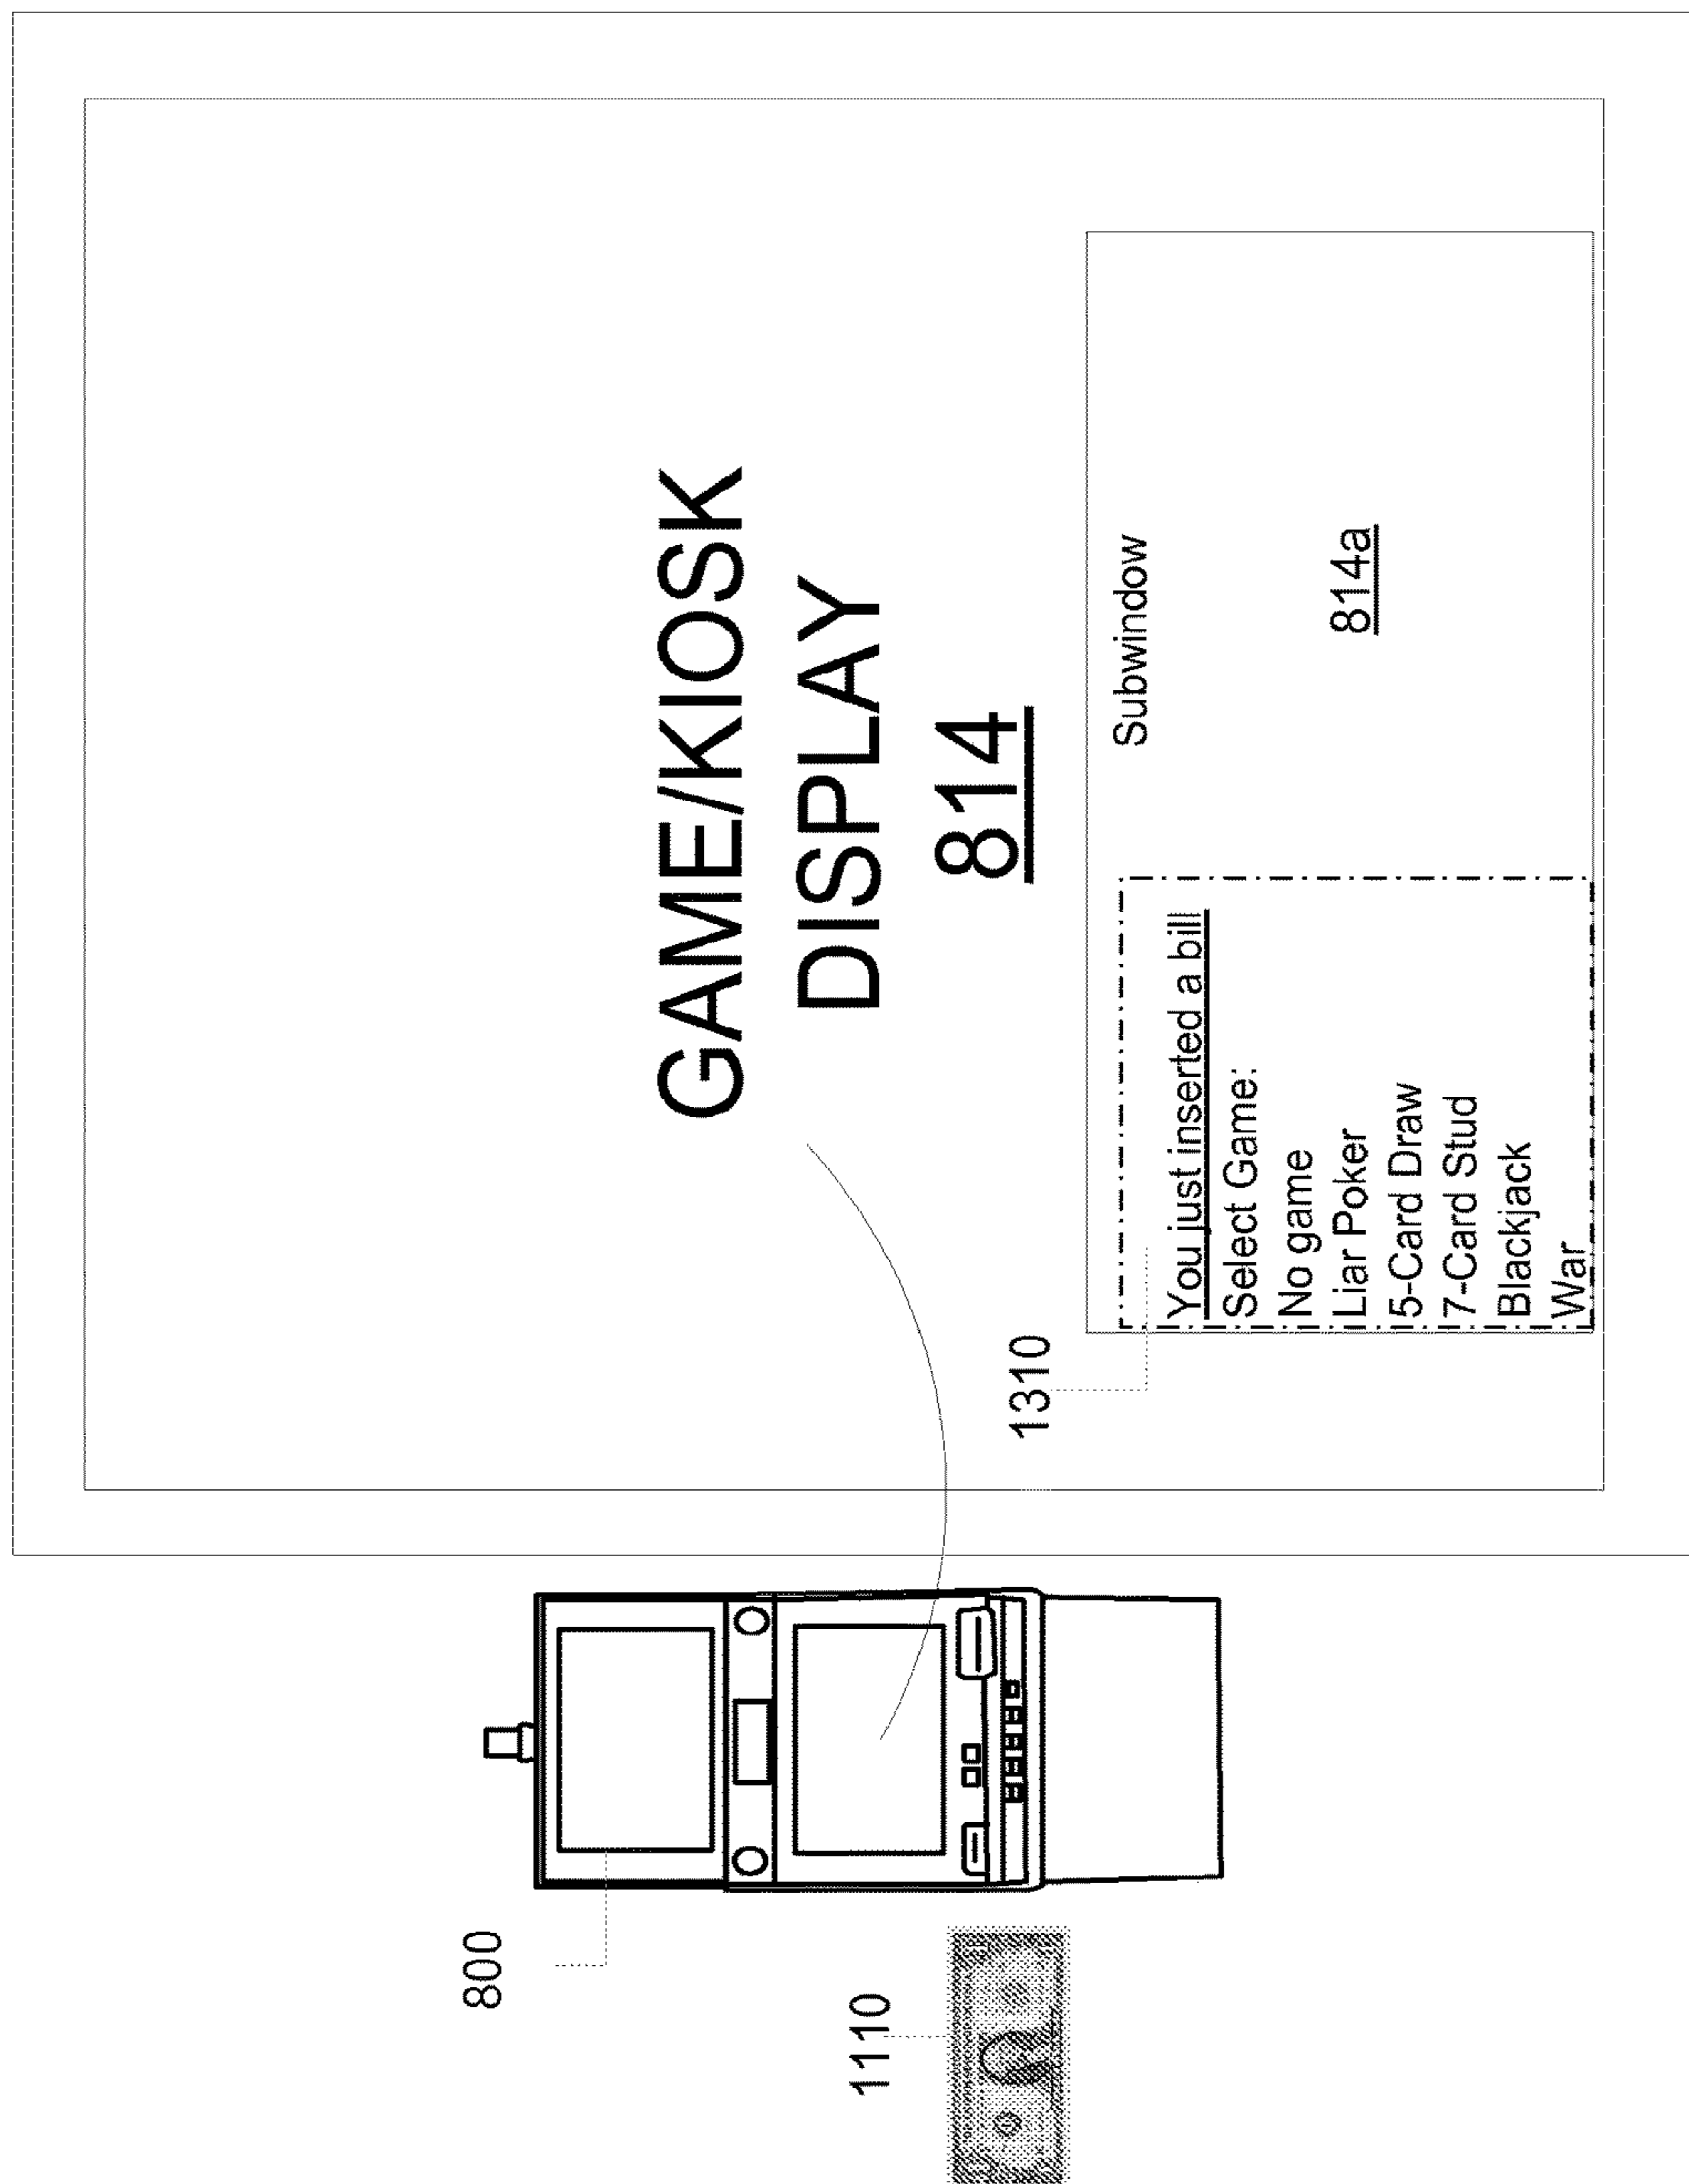 800
1110
GAME/KIOSK
DISPLAY
814
1310
Subwindow
814a
You just inserted a bill
Select Game:
No game
Liar Poker
5-Card Draw
7-Card Stud
Blackjack
War